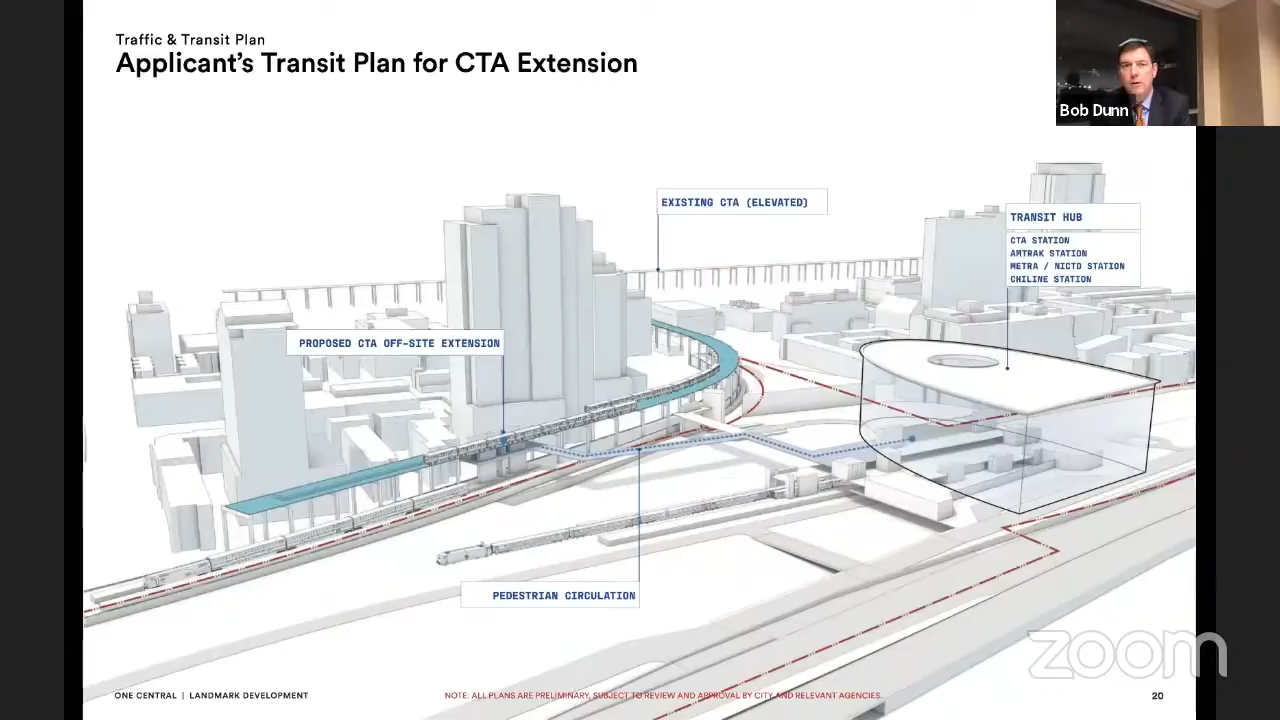 Traffic & Transit Plan
Applicant's Transit Plan for CTA Extension
Bob Dunn
EXISTING CTA (ELEVATED)
TRANSIT HUB
CTA STATION
AMTRAK STATION
METRA / NICTD STATION
CHILINE STATION
PROPOSED CTA OFF-SITE EXTENSION
PEDESTRIAN CIRCULATION
zoom
ONE CENTRAL | LANDMARK DEVELOPMENT
NOTE: ALL PLANS ARE PRELIMINARY, SUBJECT TO REVIEW AND APPROVAL BY CITY AND RELEVANT AGENCIES.
20